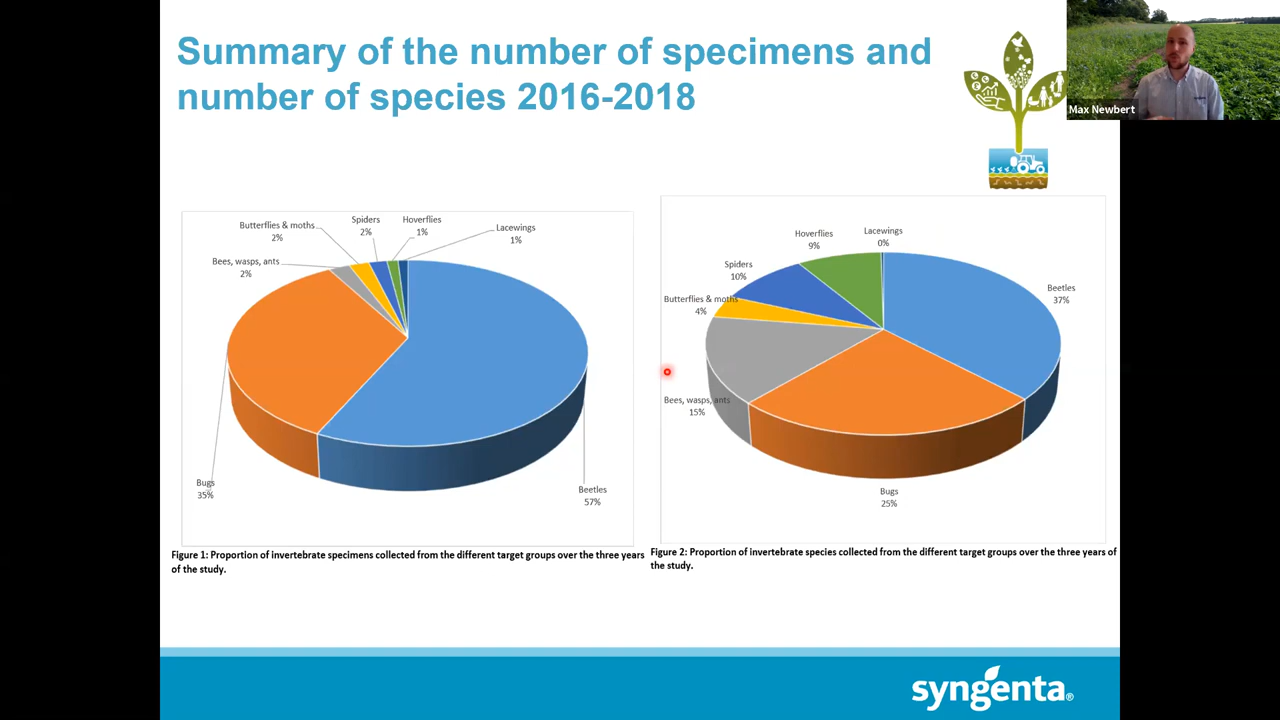 Summary of the number of specimens and
number of species 2016-2018
Max Newbert
Butterflies & moths
2%
Spiders
2%
Hoverflies
1%
Lacewings
1%
Bees, wasps, ants
2%
Bugs
35%
Beetles
57%
Figure 1: Proportion of invertebrate specimens collected from the different target groups over the three years
of the study.
Lacewings
0%
Hoverflies
9%
Spiders
10%
Beetles
37%
Butterflies & moths
4%
Bees, wasps, ants
15%
Bugs
25%
Figure 2: Proportion of invertebrate species collected from the different target groups over the three years of
the study.
syngenta®